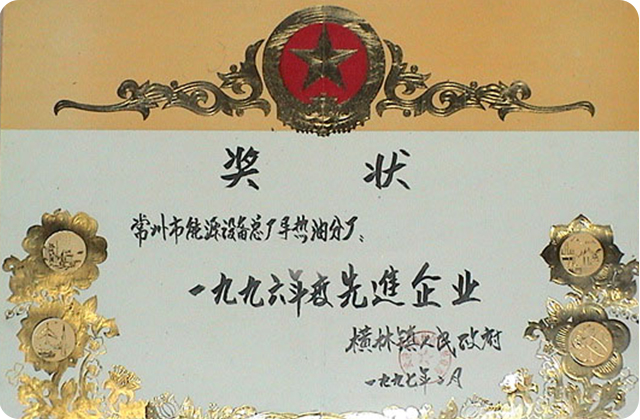 奖状
常州市能源设备总厂导热油分厂、
一九九六年度先進企业
横林镇人民政府
一九九七年二月